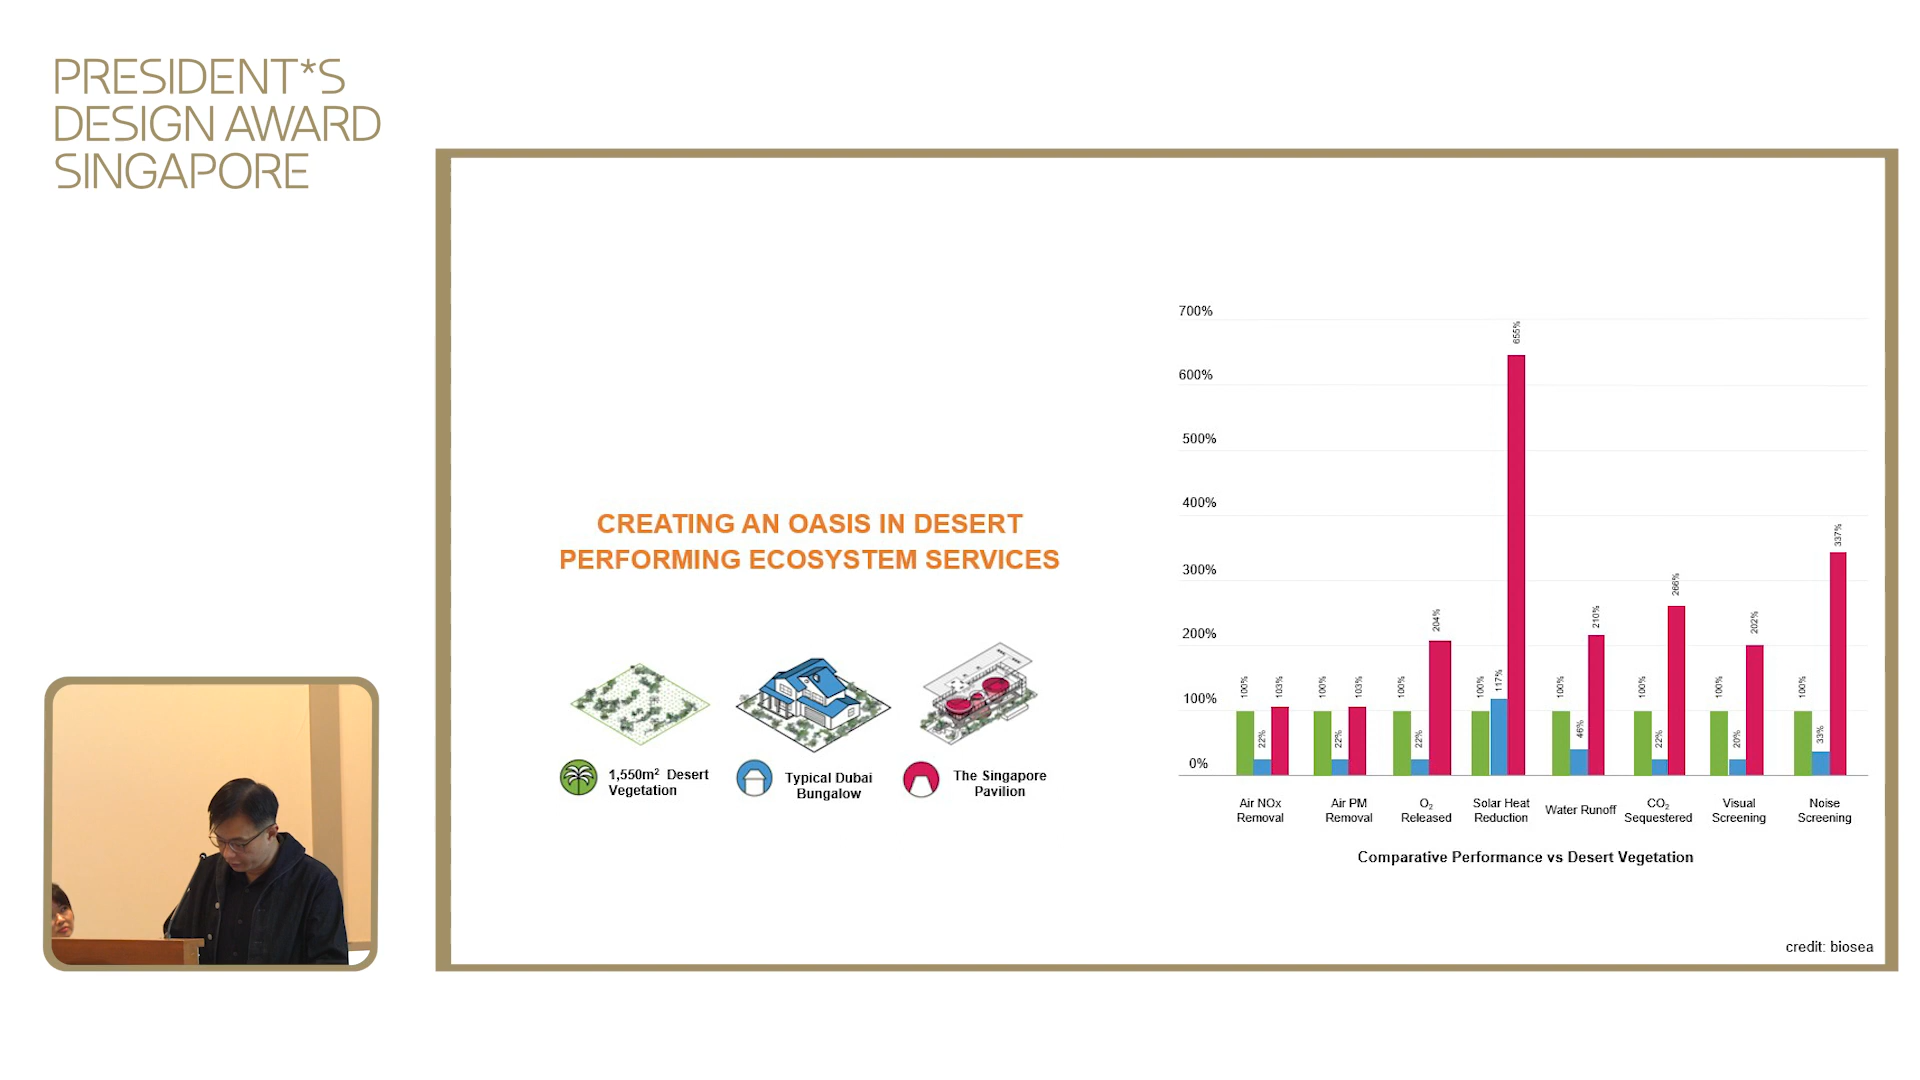 PRESIDENT*S
DESIGN AWARD
SINGAPORE
CREATING AN OASIS IN DESERT
PERFORMING ECOSYSTEM SERVICES
1,550m² Desert
Vegetation
Typical Dubai
Bungalow
The Singapore
Pavilion
700%
600%
500%
400%
300%
200%
100%
0%
100%
22%
103%
100%
22%
103%
100%
22%
204%
100%
117%
655%
100%
46%
210%
100%
22%
266%
100%
20%
202%
100%
33%
337%
Air NOx
Removal
Air PM
Removal
O₂
Released
Solar Heat
Reduction
Water Runoff
CO₂
Sequestered
Visual
Screening
Noise
Screening
Comparative Performance vs Desert Vegetation
credit: biosea